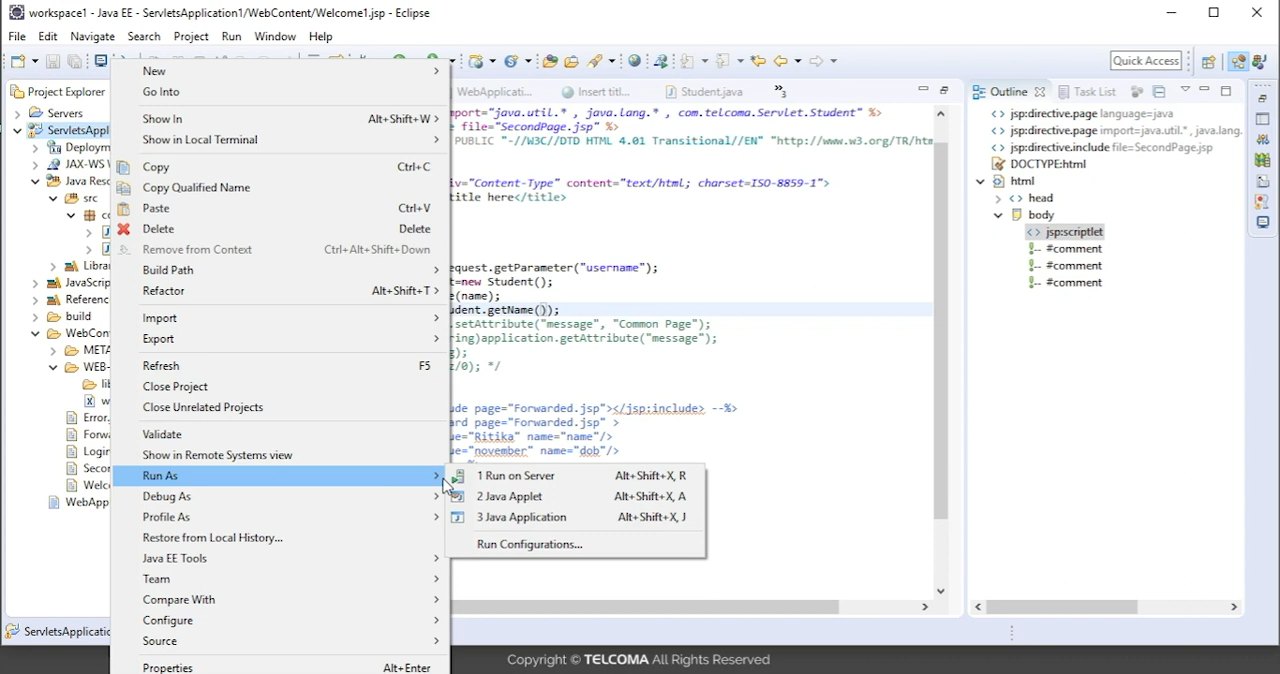 workspace1 - Java EE - ServletsApplication1/WebContent/Welcome1.jsp - Eclipse
File Edit Navigate Search Project Run Window Help
Quick Access
Project Explorer
WebApplicati...
Insert titl...
Student.java
»3
Outline
Task List
Servers
ServletsAppl
Deploym
JAX-WS
Java Resc
src
co
Librar
JavaScrip
Referenc
build
WebCon
META
WEB-
lib
w
Error.
Forwa
Login
Secor
Welco
WebApp
New
Go Into
Show In Alt+Shift+W
Show in Local Terminal
Copy Ctrl+C
Copy Qualified Name
Paste Ctrl+V
Delete Delete
Remove from Context Ctrl+Alt+Shift+Down
Build Path
Refactor Alt+Shift+T
Import
Export
Refresh F5
Close Project
Close Unrelated Projects
Validate
Show in Remote Systems view
Run As
Debug As
Profile As
Restore from Local History...
Java EE Tools
Team
Compare With
Configure
Source
Properties Alt+Enter
1 Run on Server Alt+Shift+X, R
2 Java Applet Alt+Shift+X, A
3 Java Application Alt+Shift+X, J
Run Configurations...
mport="java.util.* , java.lang.* , com.telcoma.Servlet.Student" %>
e file="SecondPage.jsp" %>
PUBLIC "-//W3C//DTD HTML 4.01 Transitional//EN" "http://www.w3.org/TR/htm
iv="Content-Type" content="text/html; charset=ISO-8859-1">
title here</title>
equest.getParameter("username");
t=new Student();
e(name);
udent.getName());
.setAttribute("message", "Common Page");
ring)application.getAttribute("message");
g);
t/0); */
ude page="Forwarded.jsp"></jsp:include> --%>
ard page="Forwarded.jsp" >
ue="Ritika" name="name"/>
ue="november" name="dob"/>
jsp:directive.page language=java
jsp:directive.page import=java.util.* , java.lang.
jsp:directive.include file=SecondPage.jsp
DOCTYPE:html
html
head
body
jsp:scriptlet
#comment
#comment
#comment
ServletsApplicatio
Copyright © TELCOMA All Rights Reserved